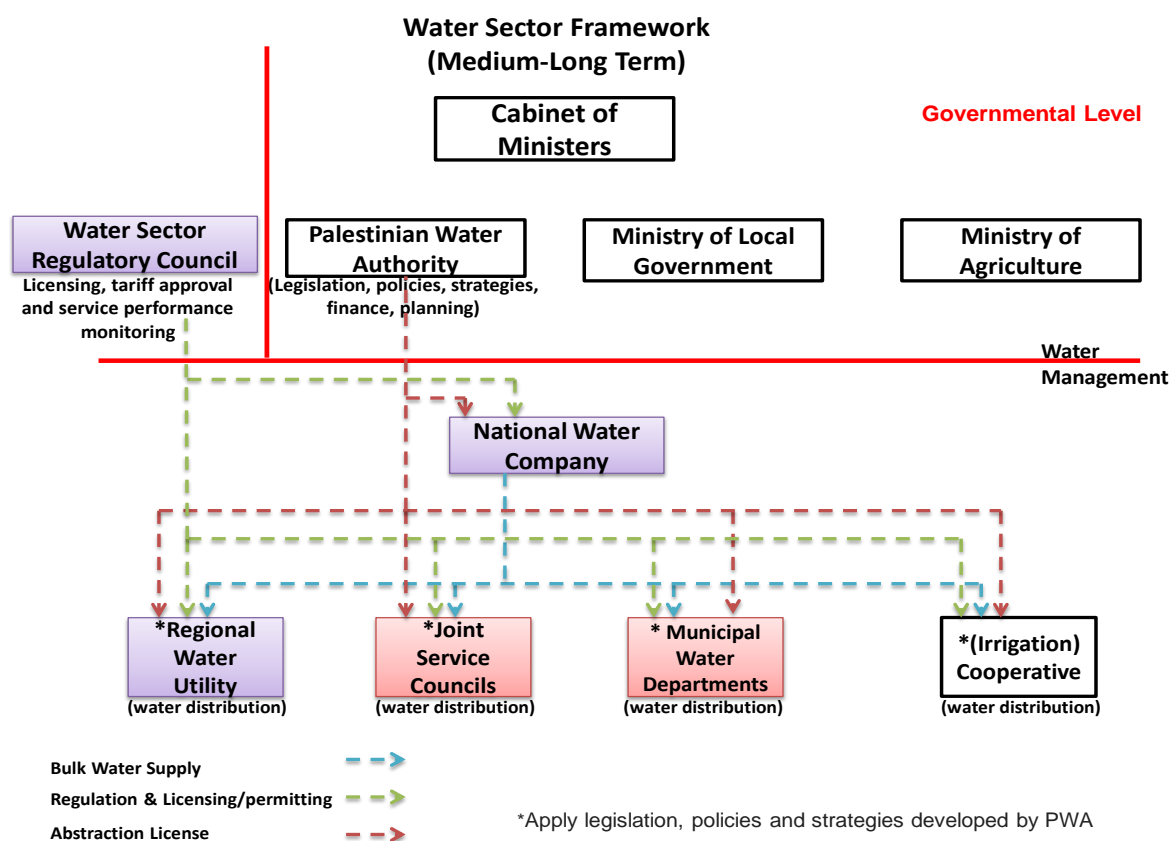 Water Sector Framework
(Medium-Long Term)
Cabinet of
Ministers
Governmental Level
Water Sector
Regulatory Council
Licensing, tariff approval
and service performance
monitoring
Palestinian Water
Authority
(Legislation, policies, strategies,
finance, planning)
Ministry of Local
Government
Ministry of
Agriculture
Water
Management
National Water
Company
*Regional
Water
Utility
(water distribution)
*Joint
Service
Councils
(water distribution)
* Municipal
Water
Departments
(water distribution)
*(Irrigation)
Cooperative
(water distribution)
Bulk Water Supply
Regulation & Licensing/permitting
Abstraction License
*Apply legislation, policies and strategies developed by PWA